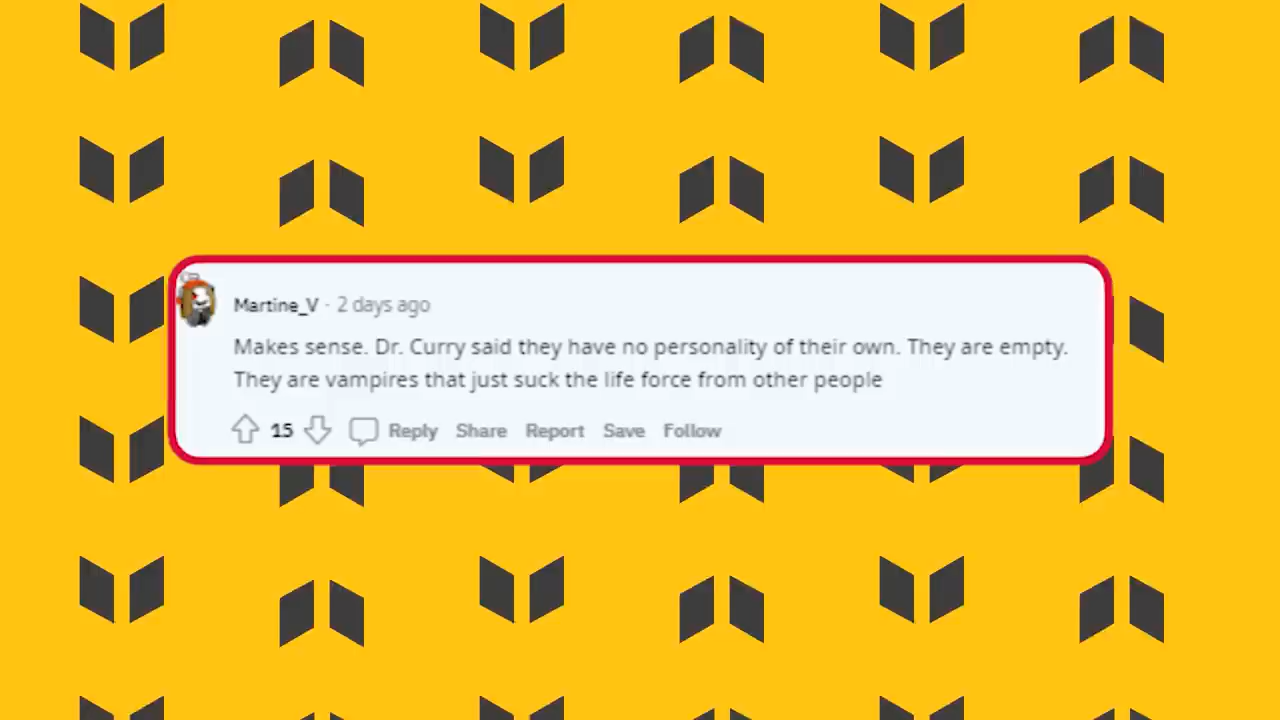 Martine_V · 2 days ago
Makes sense. Dr. Curry said they have no personality of their own. They are empty.
They are vampires that just suck the life force from other people
15 Reply Share Report Save Follow